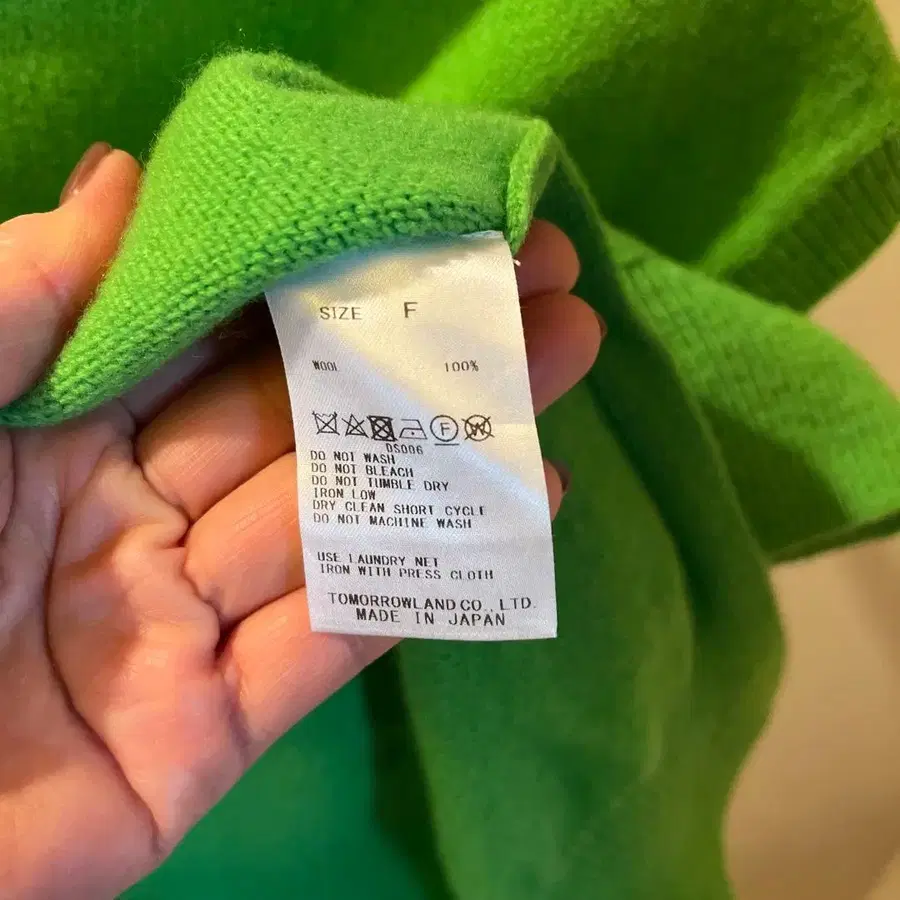 SIZE F
WOOL 100%
F W
DS006
DO NOT WASH
DO NOT BLEACH
DO NOT TUMBLE DRY
IRON LOW
DRY CLEAN SHORT CYCLE
DO NOT MACHINE WASH
USE LAUNDRY NET
IRON WITH PRESS CLOTH
TOMORROWLAND CO., LTD.
MADE IN JAPAN